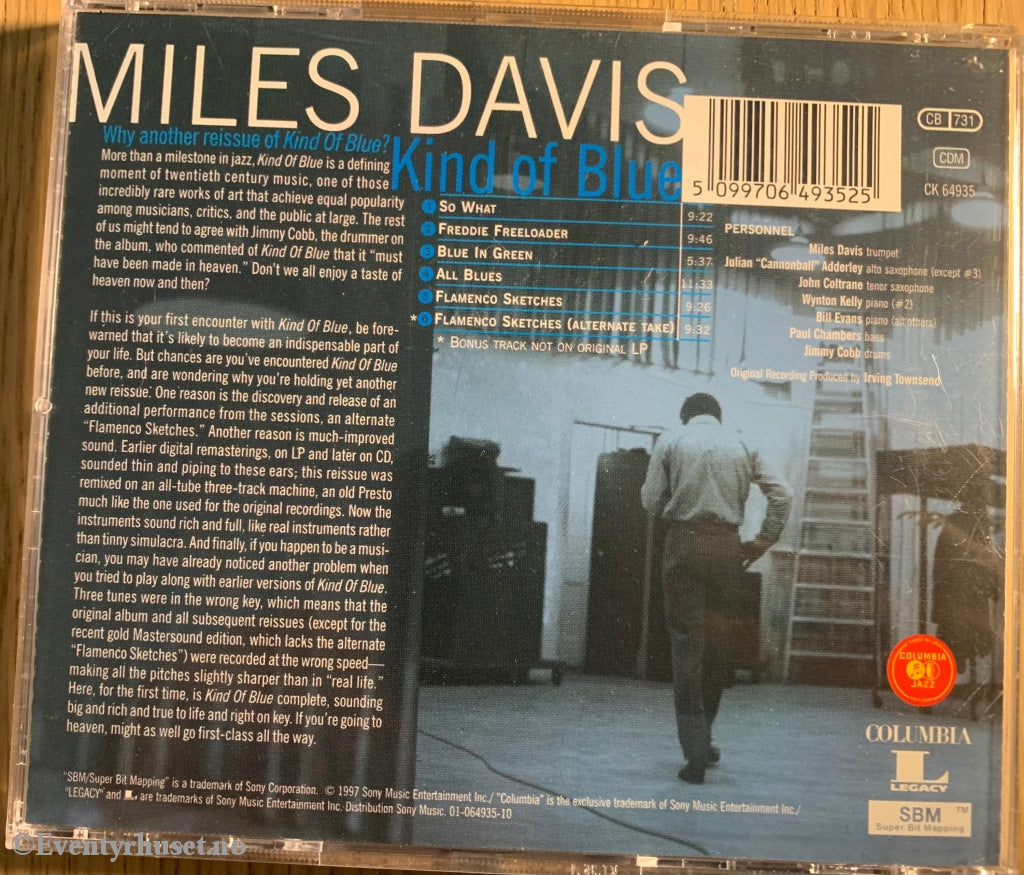 MILES DAVIS
Kind of Blue
Why another reissue of Kind Of Blue?
More than a milestone in jazz, Kind Of Blue is a defining
moment of twentieth century music, one of those
incredibly rare works of art that achieve equal popularity
among musicians, critics, and the public at large. The rest
of us might tend to agree with Jimmy Cobb, the drummer on
the album, who commented of Kind Of Blue that it “must
have been made in heaven.” Don’t we all enjoy a taste of
heaven now and then?
If this is your first encounter with Kind Of Blue, be fore-
warned that it’s likely to become an indispensable part of
your life. But chances are you’ve encountered Kind Of Blue
before, and are wondering why you’re holding yet another
new reissue. One reason is the discovery and release of an
additional performance from the sessions, an alternate
“Flamenco Sketches.” Another reason is much-improved
sound. Earlier digital remasterings, on LP and later on CD,
sounded thin and piping to these ears; this reissue was
remixed on an all-tube three-track machine, an old Presto
much like the one used for the original recordings. Now the
instruments sound rich and full, like real instruments rather
than tinny simulacra. And finally, if you happen to be a musi-
cian, you may have already noticed another problem when
you tried to play along with earlier versions of Kind Of Blue.
Three tunes were in the wrong key, which means that the
original album and all subsequent reissues (except for the
recent gold Mastersound edition, which lacks the alternate
“Flamenco Sketches”) were recorded at the wrong speed—
making all the pitches slightly sharper than in “real life.”
Here, for the first time, is Kind Of Blue complete, sounding
big and rich and true to life and right on key. If you’re going to
heaven, might as well go first-class all the way.
1 So What 9:22
2 Freddie Freeloader 9:46
3 Blue In Green 5:37
4 All Blues 11:33
5 Flamenco Sketches 9:26
* 6 Flamenco Sketches (alternate take) 9:32
* Bonus track not on original LP
5 099706 493525
CB 731
CDM
CK 64935
PERSONNEL
Miles Davis trumpet
Julian “Cannonball” Adderley alto saxophone (except #3)
John Coltrane tenor saxophone
Wynton Kelly piano (#2)
Bill Evans piano (all others)
Paul Chambers bass
Jimmy Cobb drums
Original Recording Produced by Irving Townsend
COLUMBIA
JAZZ
COLUMBIA
L
LEGACY
SBM™
Super Bit Mapping
“SBM/Super Bit Mapping” is a trademark of Sony Corporation. © 1997 Sony Music Entertainment Inc./ “Columbia” is the exclusive trademark of Sony Music Entertainment Inc./
“LEGACY” and L are trademarks of Sony Music Entertainment Inc. Distribution Sony Music. 01-064935-10
©Eventyrhuset.no